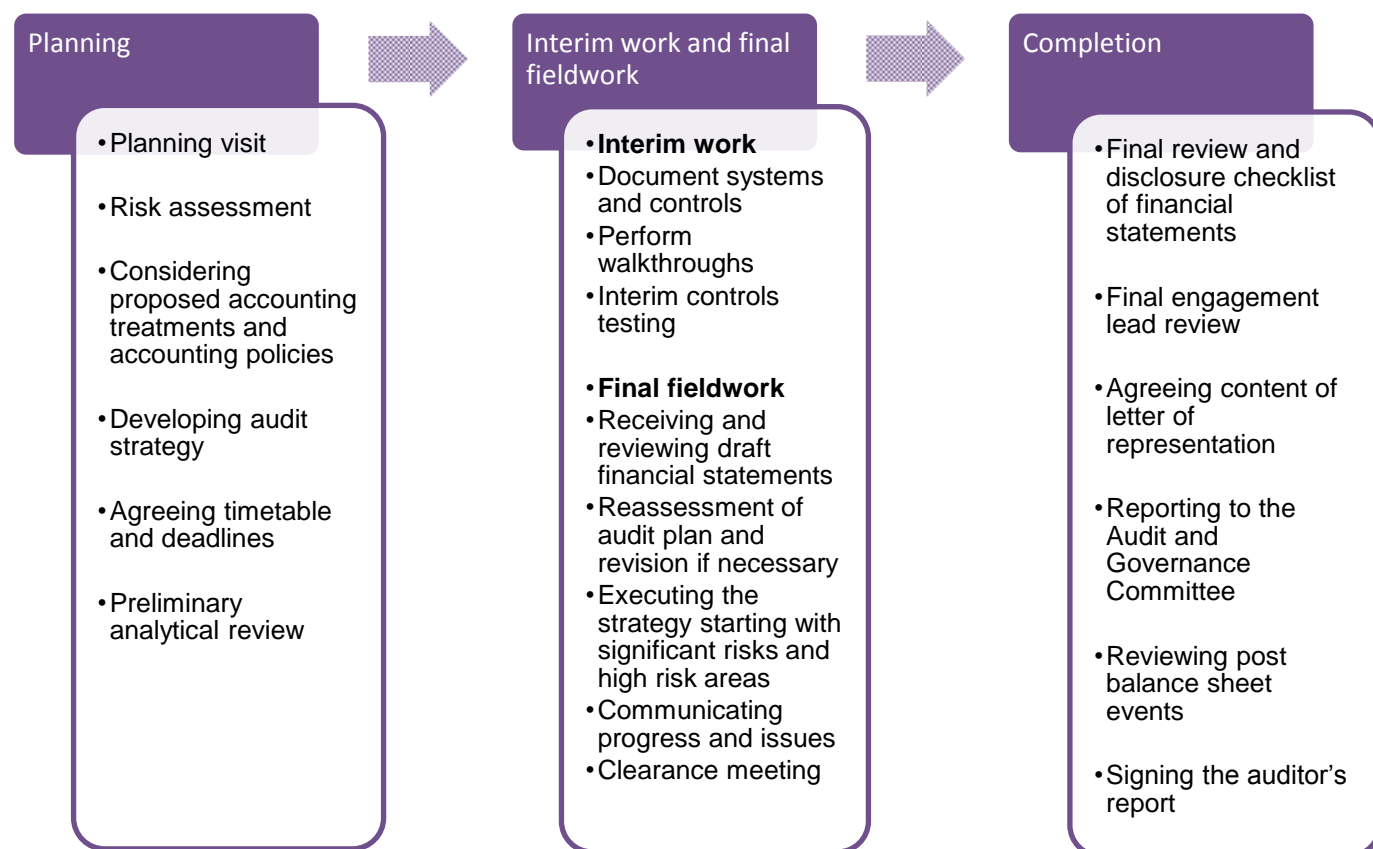 Planning
•Planning visit
•Risk assessment
•Considering
proposed accounting
treatments and
accounting policies
•Developing audit
strategy
•Agreeing timetable
and deadlines
•Preliminary
analytical review
Interim work and final
fieldwork
•Interim work
•Document systems
and controls
•Perform
walkthroughs
•Interim controls
testing
•Final fieldwork
•Receiving and
reviewing draft
financial statements
•Reassessment of
audit plan and
revision if necessary
•Executing the
strategy starting with
significant risks and
high risk areas
•Communicating
progress and issues
•Clearance meeting
Completion
•Final review and
disclosure checklist
of financial
statements
•Final engagement
lead review
•Agreeing content of
letter of
representation
•Reporting to the
Audit and
Governance
Committee
•Reviewing post
balance sheet
events
•Signing the auditor’s
report